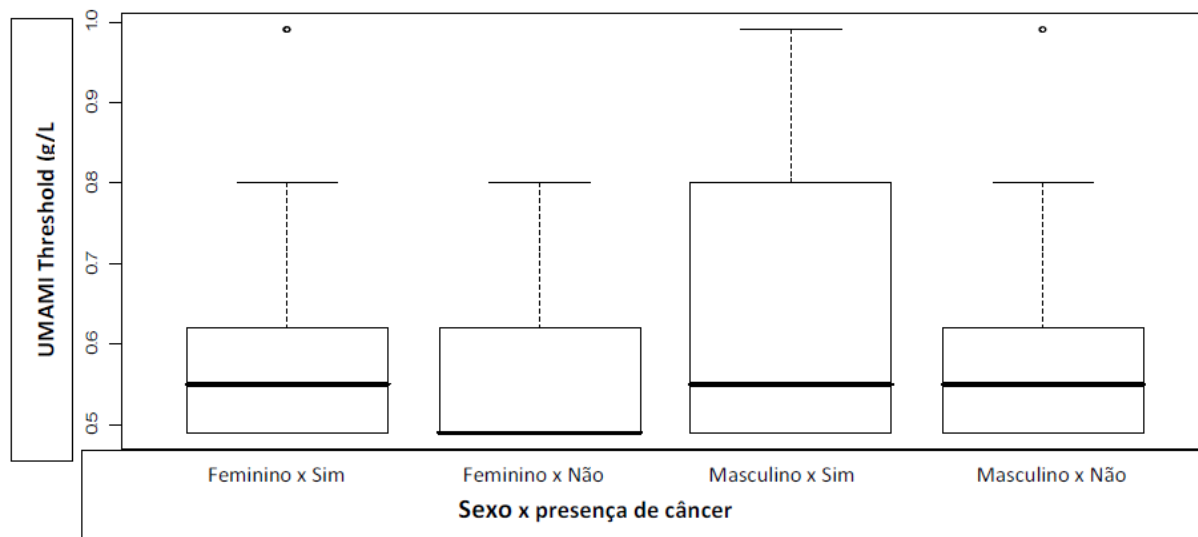 UMAMI Threshold (g/L
1.0
0.9
0.8
0.7
0.6
0.5
Feminino x Sim
Feminino x Não
Masculino x Sim
Masculino x Não
Sexo x presença de câncer